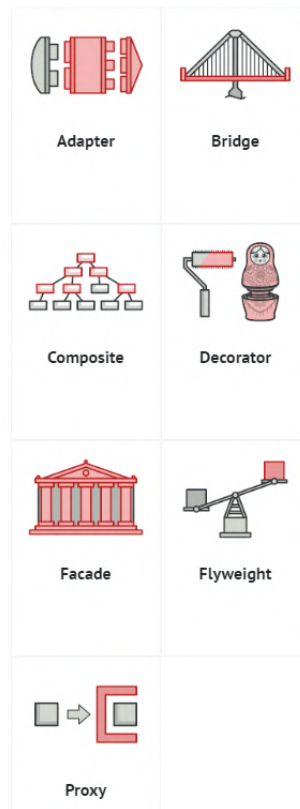 Adapter
Bridge
Composite
Decorator
Facade
Flyweight
Proxy